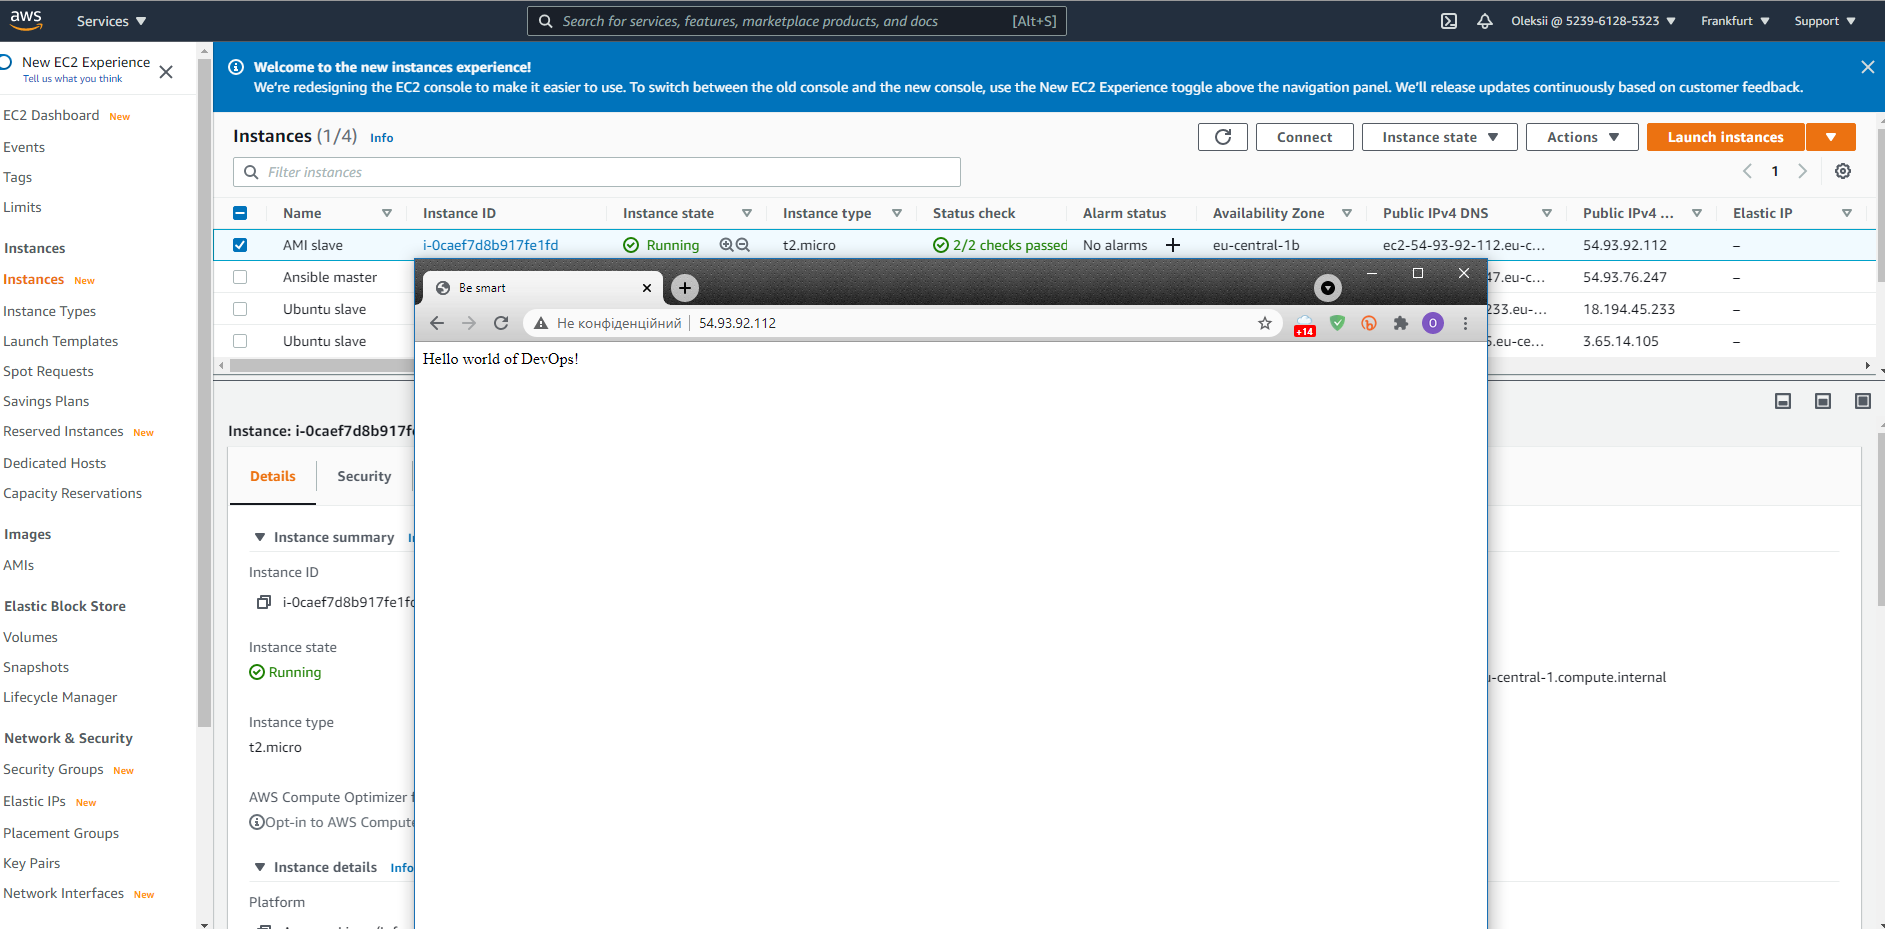 aws Services Search for services, features, marketplace products, and docs [Alt+S] Oleksii @ 5239-6128-5323 Frankfurt Support
New EC2 Experience
Tell us what you think
Welcome to the new instances experience!
We're redesigning the EC2 console to make it easier to use. To switch between the old console and the new console, use the New EC2 Experience toggle above the navigation panel. We'll release updates continuously based on customer feedback.
EC2 Dashboard New
Events
Tags
Limits
Instances
Instances New
Instance Types
Launch Templates
Spot Requests
Savings Plans
Reserved Instances New
Dedicated Hosts
Capacity Reservations
Images
AMIs
Elastic Block Store
Volumes
Snapshots
Lifecycle Manager
Network & Security
Security Groups New
Elastic IPs New
Placement Groups
Key Pairs
Network Interfaces New
Instances (1/4) Info Connect Instance state Actions Launch instances
Filter instances 1
Name Instance ID Instance state Instance type Status check Alarm status Availability Zone Public IPv4 DNS Public IPv4 ... Elastic IP
AMI slave i-0caef7d8b917fe1fd Running t2.micro 2/2 checks passed No alarms eu-central-1b ec2-54-93-92-112.eu-c... 54.93.92.112 –
Ansible master 47.eu-c... 54.93.76.247 –
Ubuntu slave 233.eu-... 18.194.45.233 –
Ubuntu slave .eu-ce... 3.65.14.105 –
Be smart
Не конфіденційний 54.93.92.112 +14 O
Hello world of DevOps!
Instance: i-0caef7d8b917f
Details Security
Instance summary
Instance ID
i-0caef7d8b917fe1fd
Instance state
Running
u-central-1.compute.internal
Instance type
t2.micro
AWS Compute Optimizer f
Opt-in to AWS Compute
Instance details Info
Platform